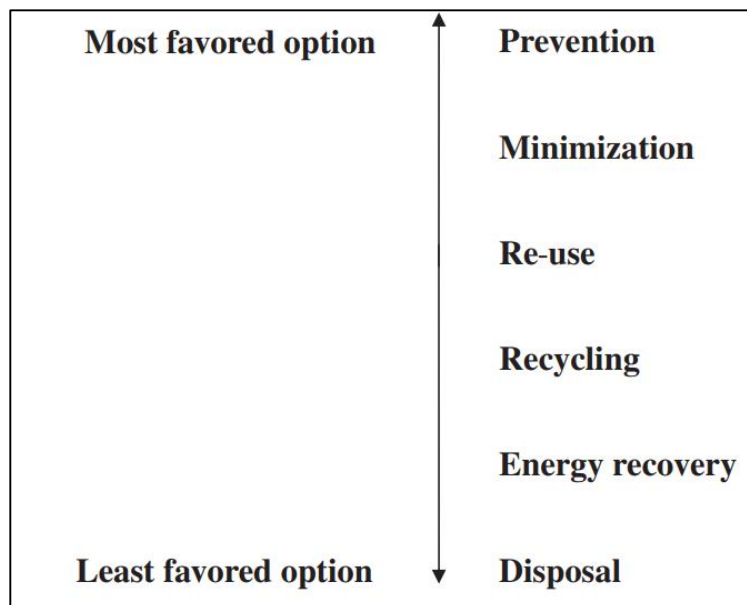 Most favored option
Prevention
Minimization
Re-use
Recycling
Energy recovery
Least favored option
Disposal